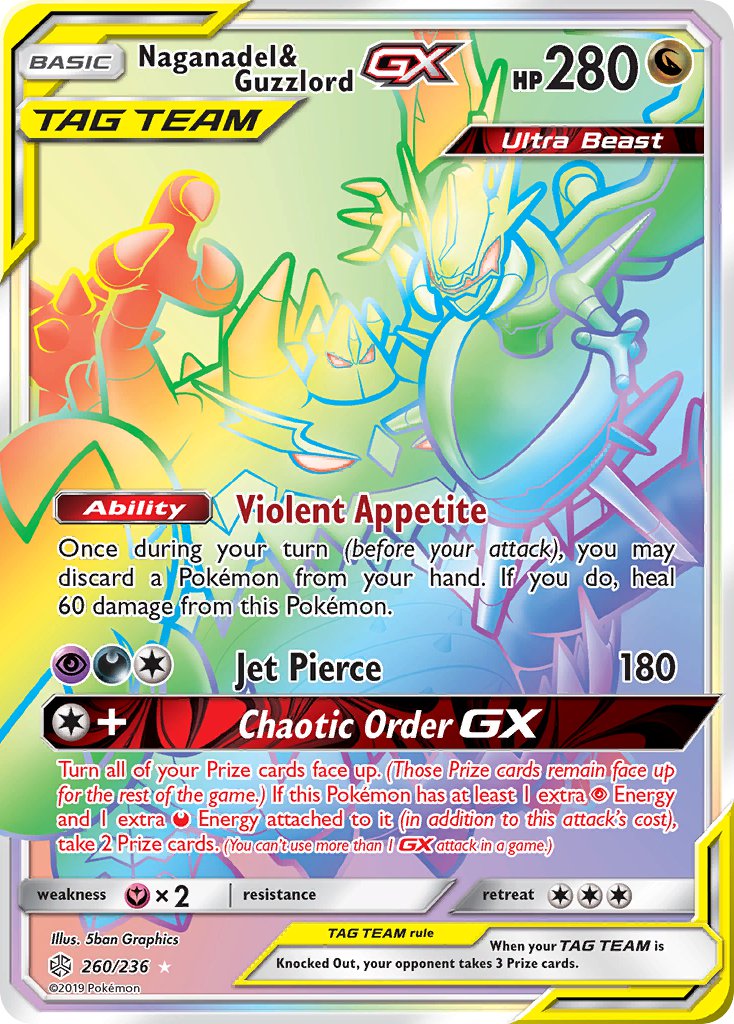 BASIC
Naganadel&
Guzzlord GX
HP280
TAG TEAM
Ultra Beast
Ability Violent Appetite
Once during your turn (before your attack), you may
discard a Pokémon from your hand. If you do, heal
60 damage from this Pokémon.
Jet Pierce 180
+ Chaotic Order GX
Turn all of your Prize cards face up. (Those Prize cards remain face up
for the rest of the game.) If this Pokémon has at least 1 extra Energy
and 1 extra Energy attached to it (in addition to this attack's cost),
take 2 Prize cards. (You can't use more than 1 GX attack in a game.)
weakness ×2 resistance retreat
Illus. 5ban Graphics
260/236
©2019 Pokémon
TAG TEAM rule
When your TAG TEAM is
Knocked Out, your opponent takes 3 Prize cards.